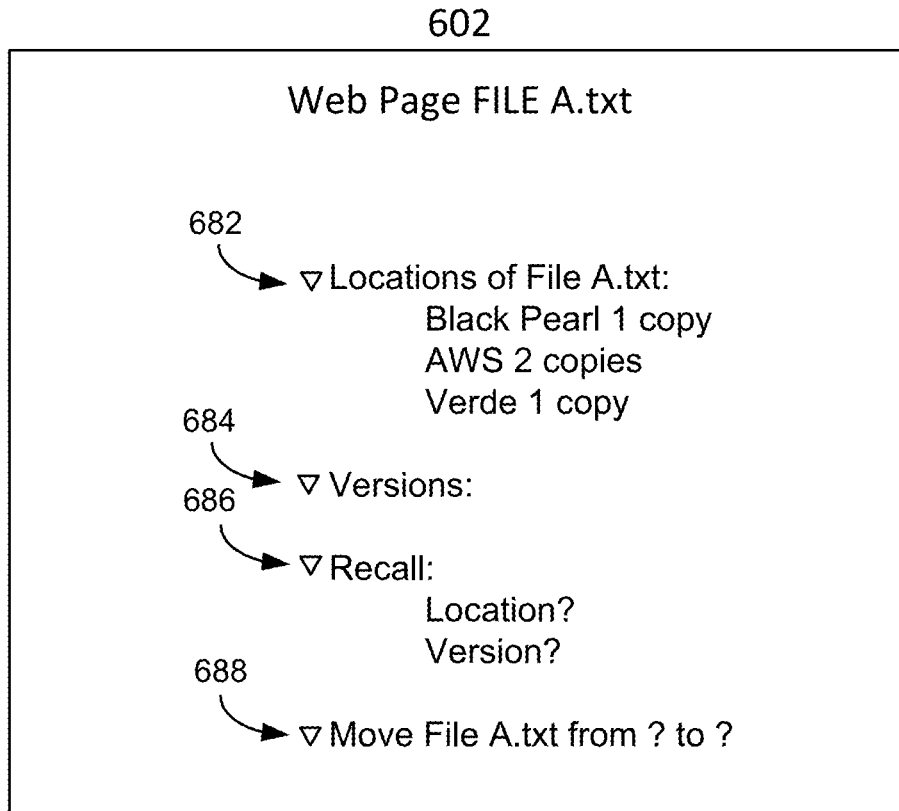 602
Web Page FILE A.txt
682
▽ Locations of File A.txt:
Black Pearl 1 copy
AWS 2 copies
Verde 1 copy
684
▽ Versions:
686
▽ Recall:
Location?
Version?
688
▽ Move File A.txt from ? to ?